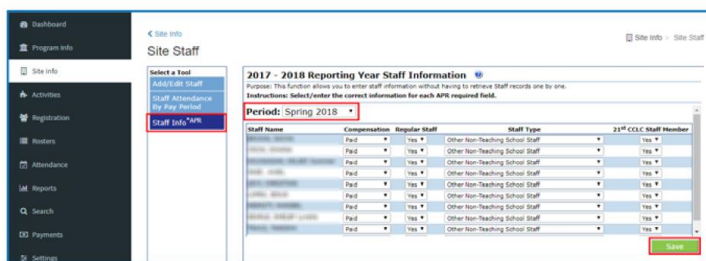 Dashboard
Program Info
Site Info
Activities
Registration
Rosters
Attendance
Reports
Search
Payments
Settings
< Site Info
Site Info > Site Staff
Site Staff
Select a Tool
Add/Edit Staff
Staff Attendance
By Pay Period
Staff Info*APR
2017 - 2018 Reporting Year Staff Information
Purpose: This function allows you to enter staff information without having to retrieve Staff records one by one.
Instructions: Select/enter the correct information for each APR required field.
Period: Spring 2018
Staff Name Compensation Regular Staff Staff Type 21st CCLC Staff Member
Paid Yes Other Non-Teaching School Staff Yes
Paid Yes Other Non-Teaching School Staff Yes
Paid Yes Other Non-Teaching School Staff Yes
Paid Yes Other Non-Teaching School Staff Yes
Paid Yes Other Non-Teaching School Staff Yes
Paid Yes Other Non-Teaching School Staff Yes
Paid Yes Other Non-Teaching School Staff Yes
Paid Yes Other Non-Teaching School Staff Yes
Paid Yes Other Non-Teaching School Staff Yes
Save